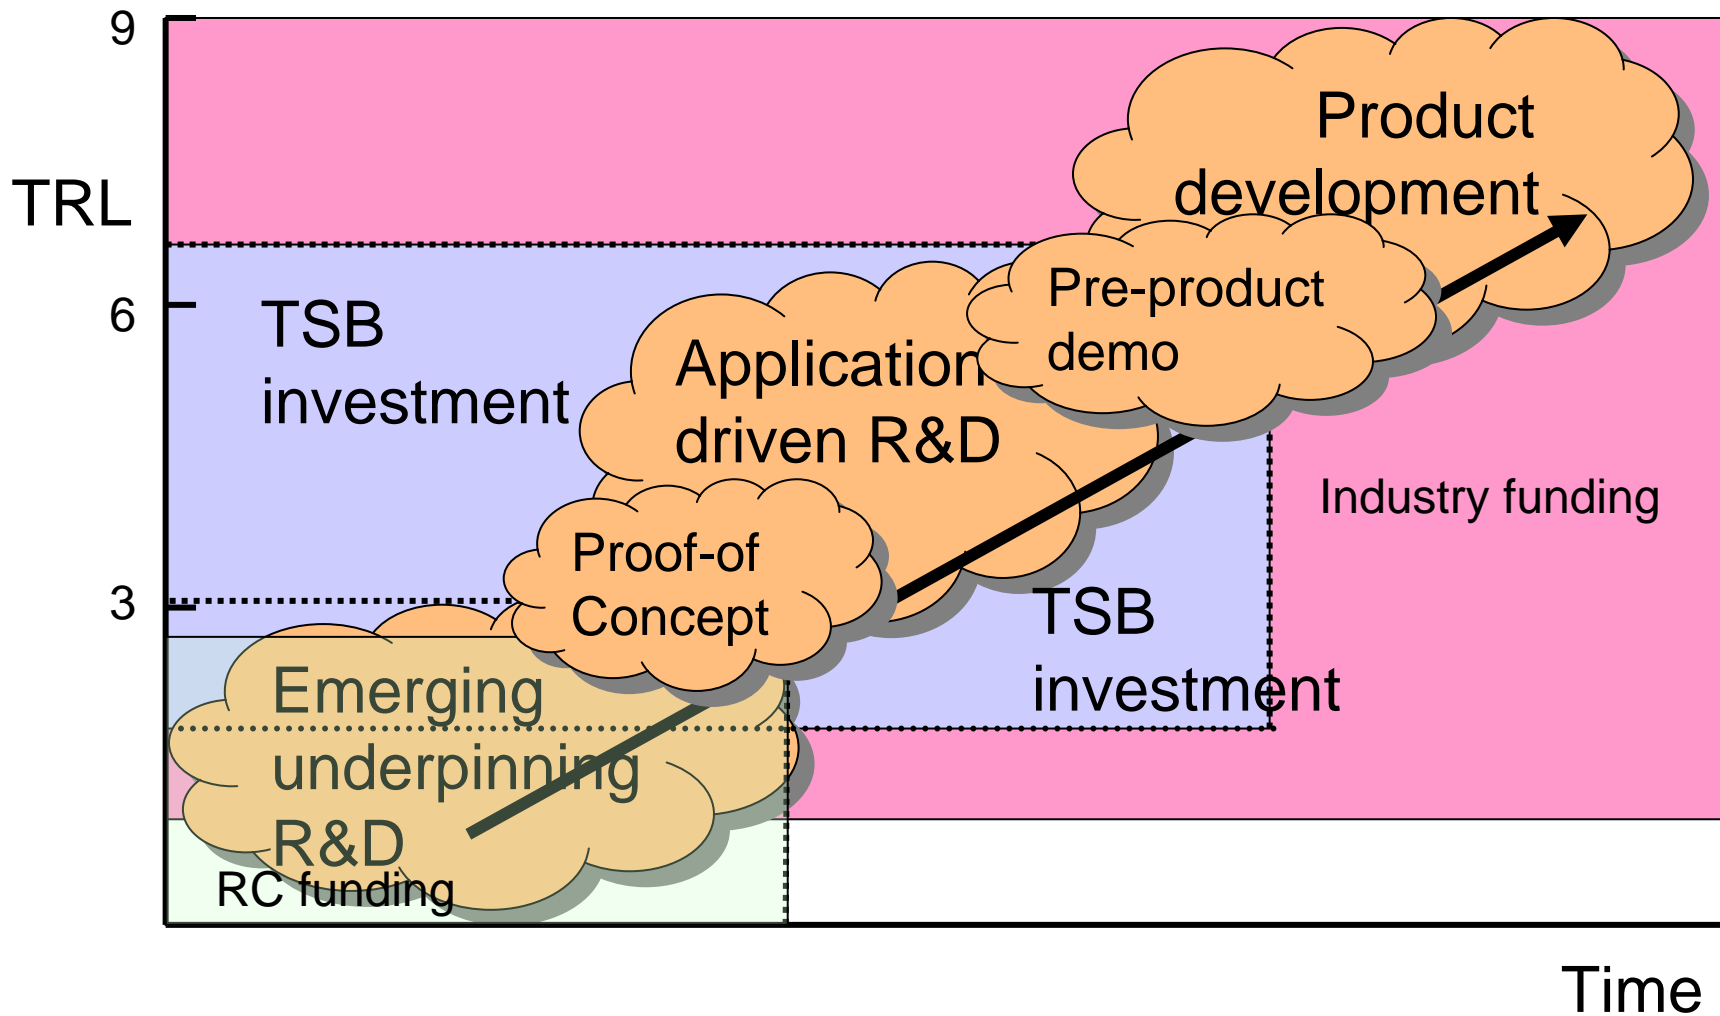 9
TRL
6
3
Product
development
Pre-product
demo
TSB
investment
Application
driven R&D
Industry funding
Proof-of
Concept
TSB
investment
Emerging
underpinning
R&D
RC funding
Time